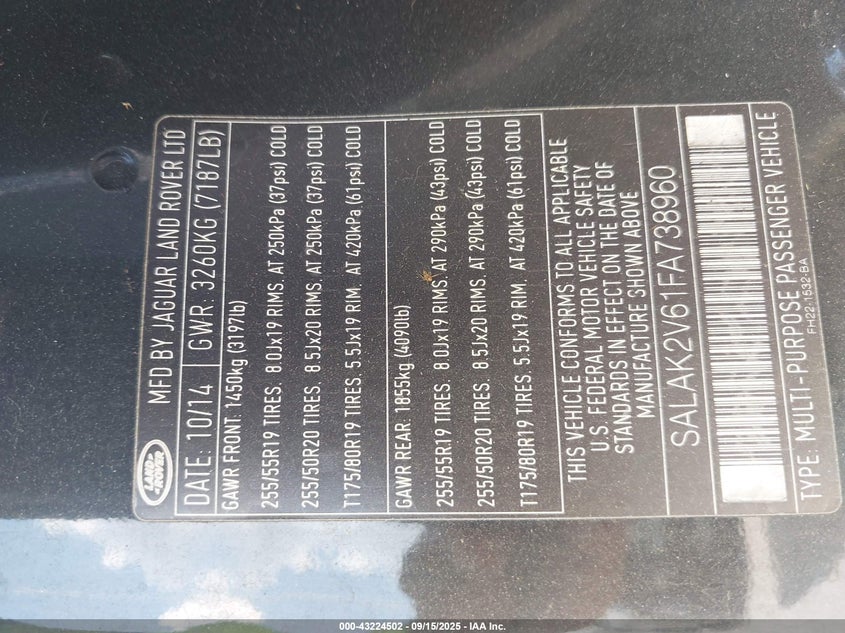 LAND ROVER
MFD BY JAGUAR LAND ROVER LTD
DATE: 10/14 GWR: 3260KG (7187LB)
GAWR FRONT: 1450kg (3197lb)
255/55R19 TIRES. 8.0Jx19 RIMS. AT 250kPa (37psi) COLD
255/50R20 TIRES. 8.5Jx20 RIMS. AT 250kPa (37psi) COLD
T175/80R19 TIRES. 5.5Jx19 RIM. AT 420kPa (61psi) COLD
GAWR REAR: 1855kg (4090lb)
255/55R19 TIRES. 8.0Jx19 RIMS. AT 290kPa (43psi) COLD
255/50R20 TIRES. 8.5Jx20 RIMS. AT 290kPa (43psi) COLD
T175/80R19 TIRES. 5.5Jx19 RIM. AT 420kPa (61psi) COLD
THIS VEHICLE CONFORMS TO ALL APPLICABLE
U.S. FEDERAL MOTOR VEHICLE SAFETY
STANDARDS IN EFFECT ON THE DATE OF
MANUFACTURE SHOWN ABOVE
SALAK2V61FA738960
TYPE: MULTI-PURPOSE PASSENGER VEHICLE
FH22-1532-BA
000-43224502 - 09/15/2025 - IAA Inc.